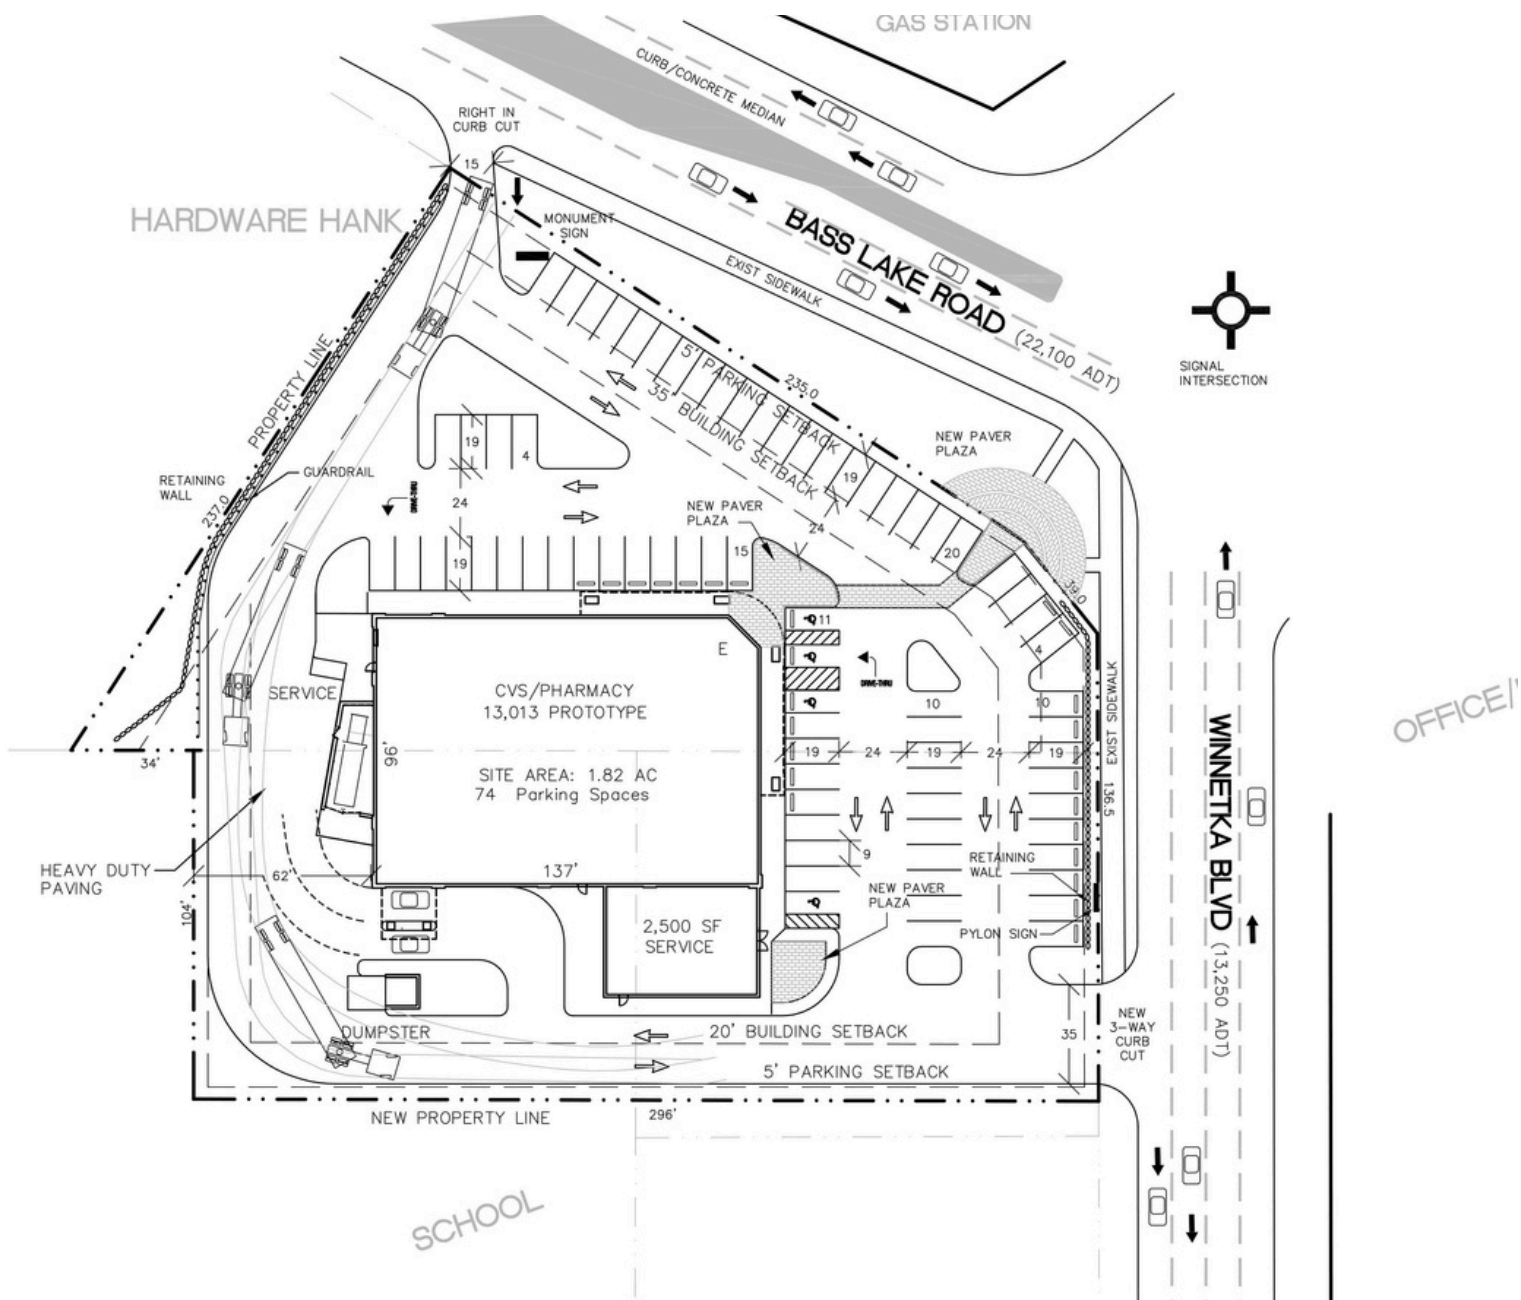 GAS STATION
CURB/CONCRETE MEDIAN
RIGHT IN
CURB CUT
15
HARDWARE HANK
MONUMENT
SIGN
BASS LAKE ROAD (22,100 ADT)
EXIST SIDEWALK
SIGNAL
INTERSECTION
PROPERTY LINE
5' PARKING SETBACK
235.0
35' BUILDING SETBACK
NEW PAVER
PLAZA
19
4
19
RETAINING
WALL
GUARDRAIL
237.0
DRIVE-THRU
24
NEW PAVER
PLAZA
24
15
20
19
39.0
11
E
4
SERVICE
CVS/PHARMACY
13,013 PROTOTYPE
DRIVE-THRU
10
10
EXIST SIDEWALK
OFFICE/
WINNETKA BLVD (13,250 ADT)
96'
SITE AREA: 1.82 AC
74 Parking Spaces
19
24
19
24
19
34'
136.5
9
HEAVY DUTY
PAVING
62'
137'
RETAINING
WALL
NEW PAVER
PLAZA
104'
2,500 SF
SERVICE
PYLON SIGN
DUMPSTER
20' BUILDING SETBACK
35
NEW
3-WAY
CURB
CUT
5' PARKING SETBACK
NEW PROPERTY LINE
296'
SCHOOL